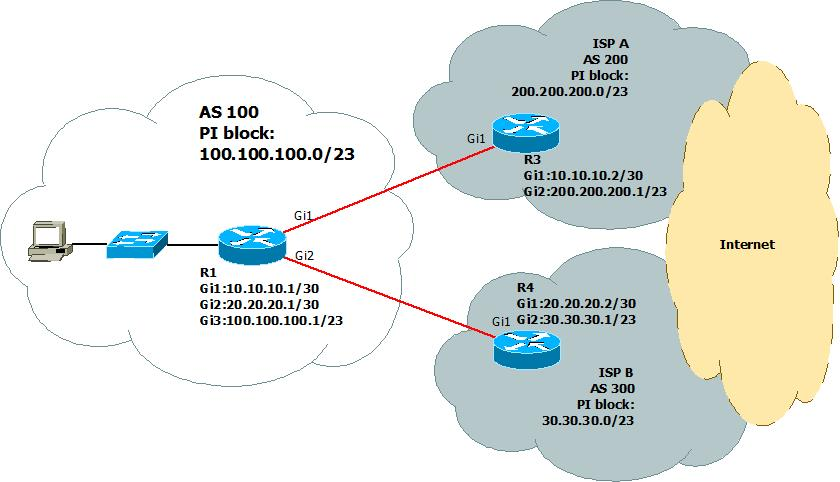 AS 100
PI block:
100.100.100.0/23
Gi1
Gi2
R1
Gi1:10.10.10.1/30
Gi2:20.20.20.1/30
Gi3:100.100.100.1/23
ISP A
AS 200
PI block:
200.200.200.0/23
Gi1
R3
Gi1:10.10.10.2/30
Gi2:200.200.200.1/23
R4
Gi1:20.20.20.2/30
Gi2:30.30.30.1/23
Gi1
ISP B
AS 300
PI block:
30.30.30.0/23
Internet